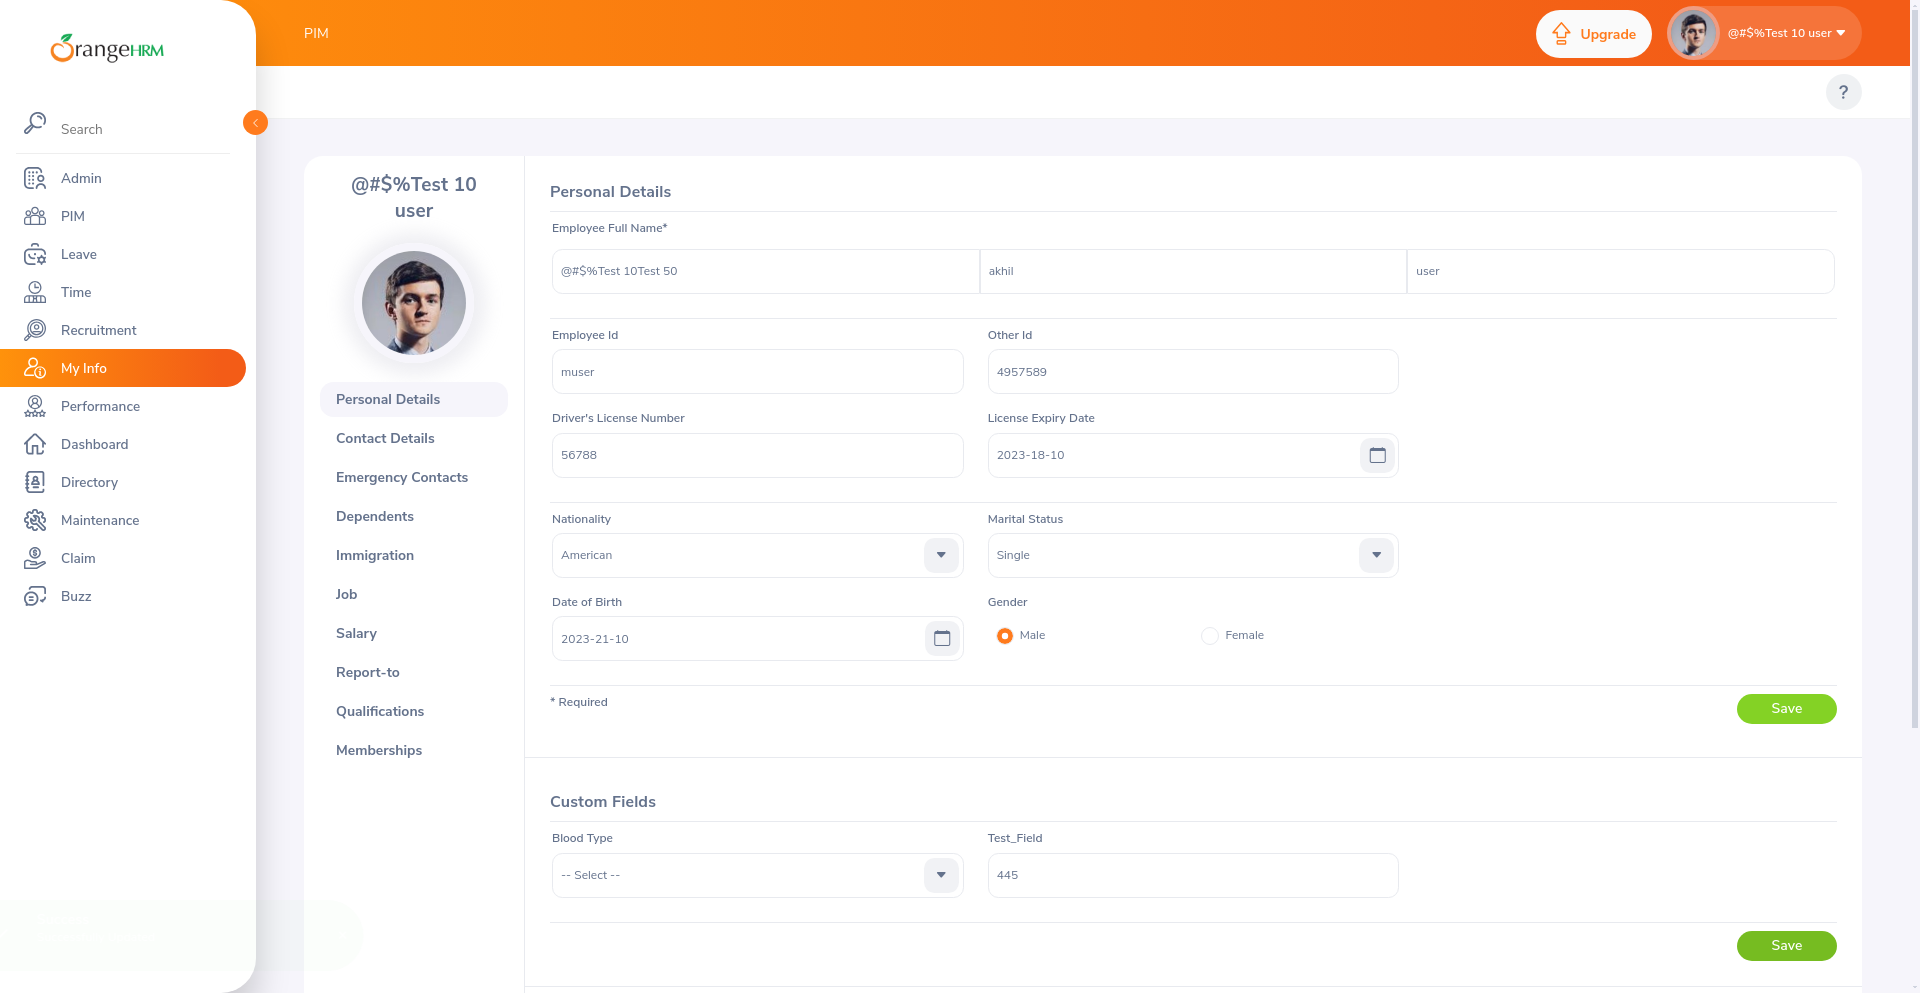 OrangeHRM
Search
Admin
PIM
Leave
Time
Recruitment
My Info
Performance
Dashboard
Directory
Maintenance
Claim
Buzz
PIM
Upgrade
@#$%Test 10 user
?
@#$%Test 10
user
Personal Details
Contact Details
Emergency Contacts
Dependents
Immigration
Job
Salary
Report-to
Qualifications
Memberships
Personal Details
Employee Full Name*
@#$%Test 10Test 50 akhil user
Employee Id Other Id
muser 4957589
Driver's License Number License Expiry Date
56788 2023-18-10
Nationality Marital Status
American Single
Date of Birth Gender
2023-21-10 Male Female
* Required
Save
Custom Fields
Blood Type Test_Field
-- Select -- 445
Save